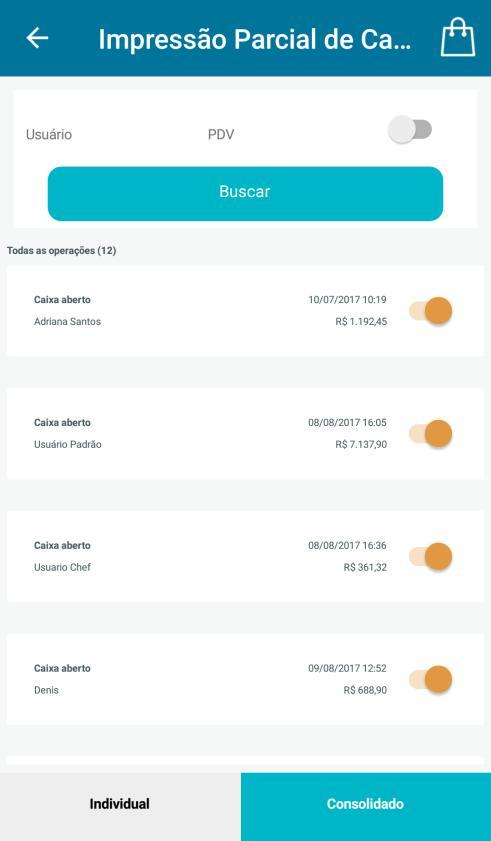 Impressão Parcial de Ca...
Usuário PDV
Buscar
Todas as operações (12)
Caixa aberto 10/07/2017 10:19
Adriana Santos R$ 1.192,45
Caixa aberto 08/08/2017 16:05
Usuário Padrão R$ 7.137,90
Caixa aberto 08/08/2017 16:36
Usuario Chef R$ 361,32
Caixa aberto 09/08/2017 12:52
Denis R$ 688,90
Individual Consolidado